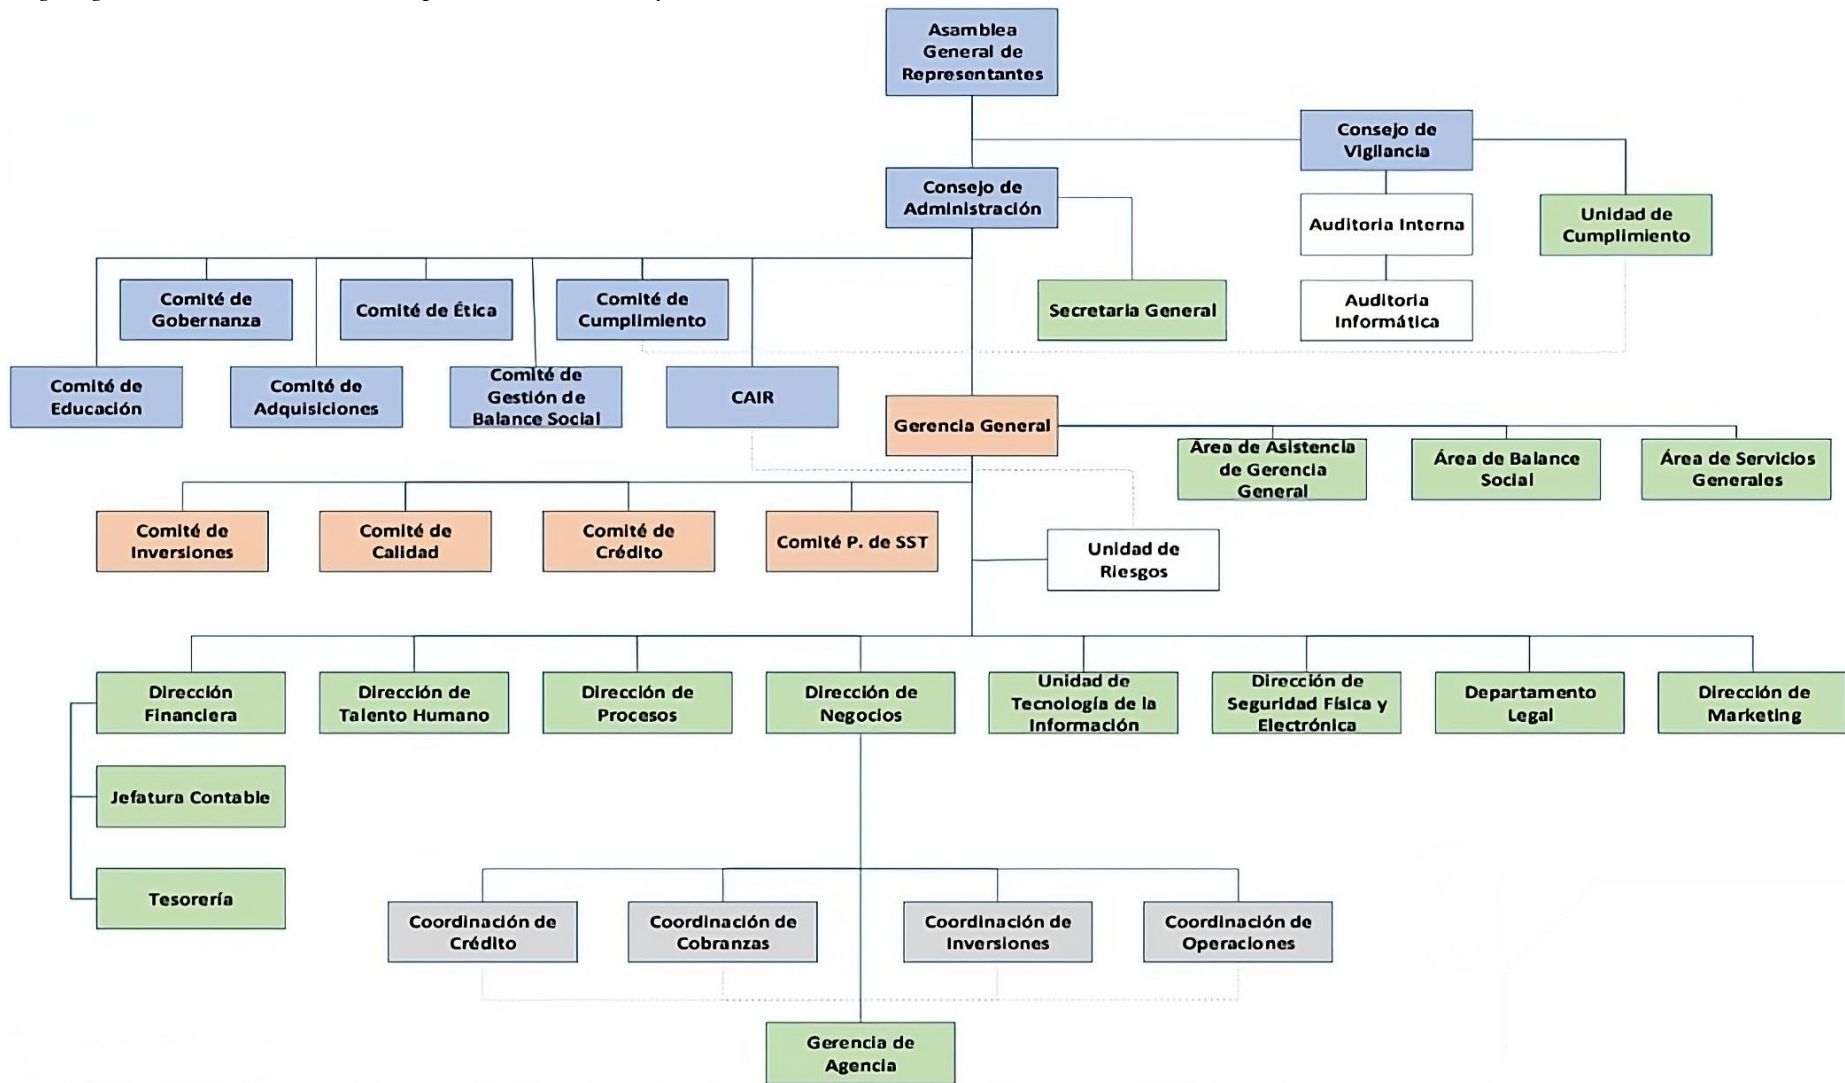 Asamblea
General de
Representantes
Consejo de
Vigilancia
Consejo de
Administración
Auditoria Interna
Unidad de
Cumplimiento
Secretaria General
Auditoria
Informática
Comité de
Gobernanza
Comité de Ética
Comité de
Cumplimiento
Comité de
Educación
Comité de
Adquisiciones
Comité de
Gestión de
Balance Social
CAIR
Gerencia General
Área de Asistencia
de Gerencia
General
Área de Balance
Social
Área de Servicios
Generales
Comité de
Inversiones
Comité de
Calidad
Comité de
Crédito
Comité P. de SST
Unidad de
Riesgos
Dirección
Financiera
Dirección de
Talento Humano
Dirección de
Procesos
Dirección de
Negocios
Unidad de
Tecnología de la
Información
Dirección de
Seguridad Física y
Electrónica
Departamento
Legal
Dirección de
Marketing
Jefatura Contable
Tesorería
Coordinación de
Crédito
Coordinación de
Cobranzas
Coordinación de
Inversiones
Coordinación de
Operaciones
Gerencia de
Agencia